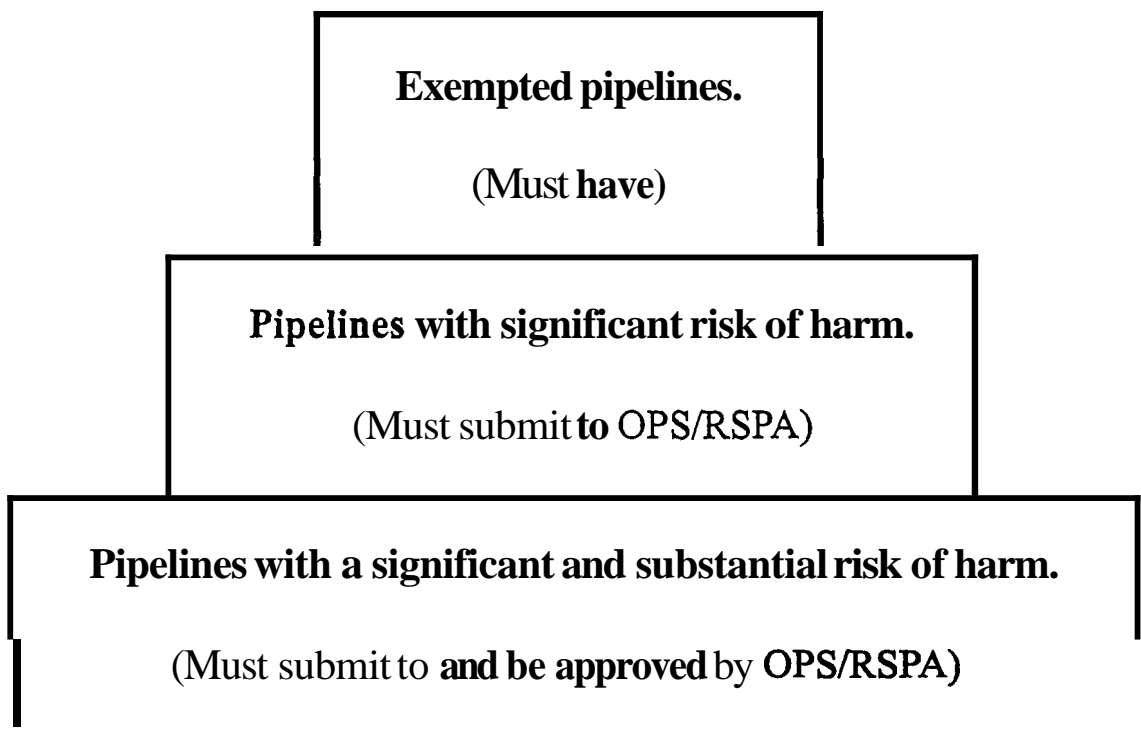 Exempted pipelines.
(Must have)
Pipelines with significant risk of harm.
(Must submit to OPS/RSPA)
Pipelines with a significant and substantial risk of harm.
(Must submit to and be approved by OPS/RSPA)